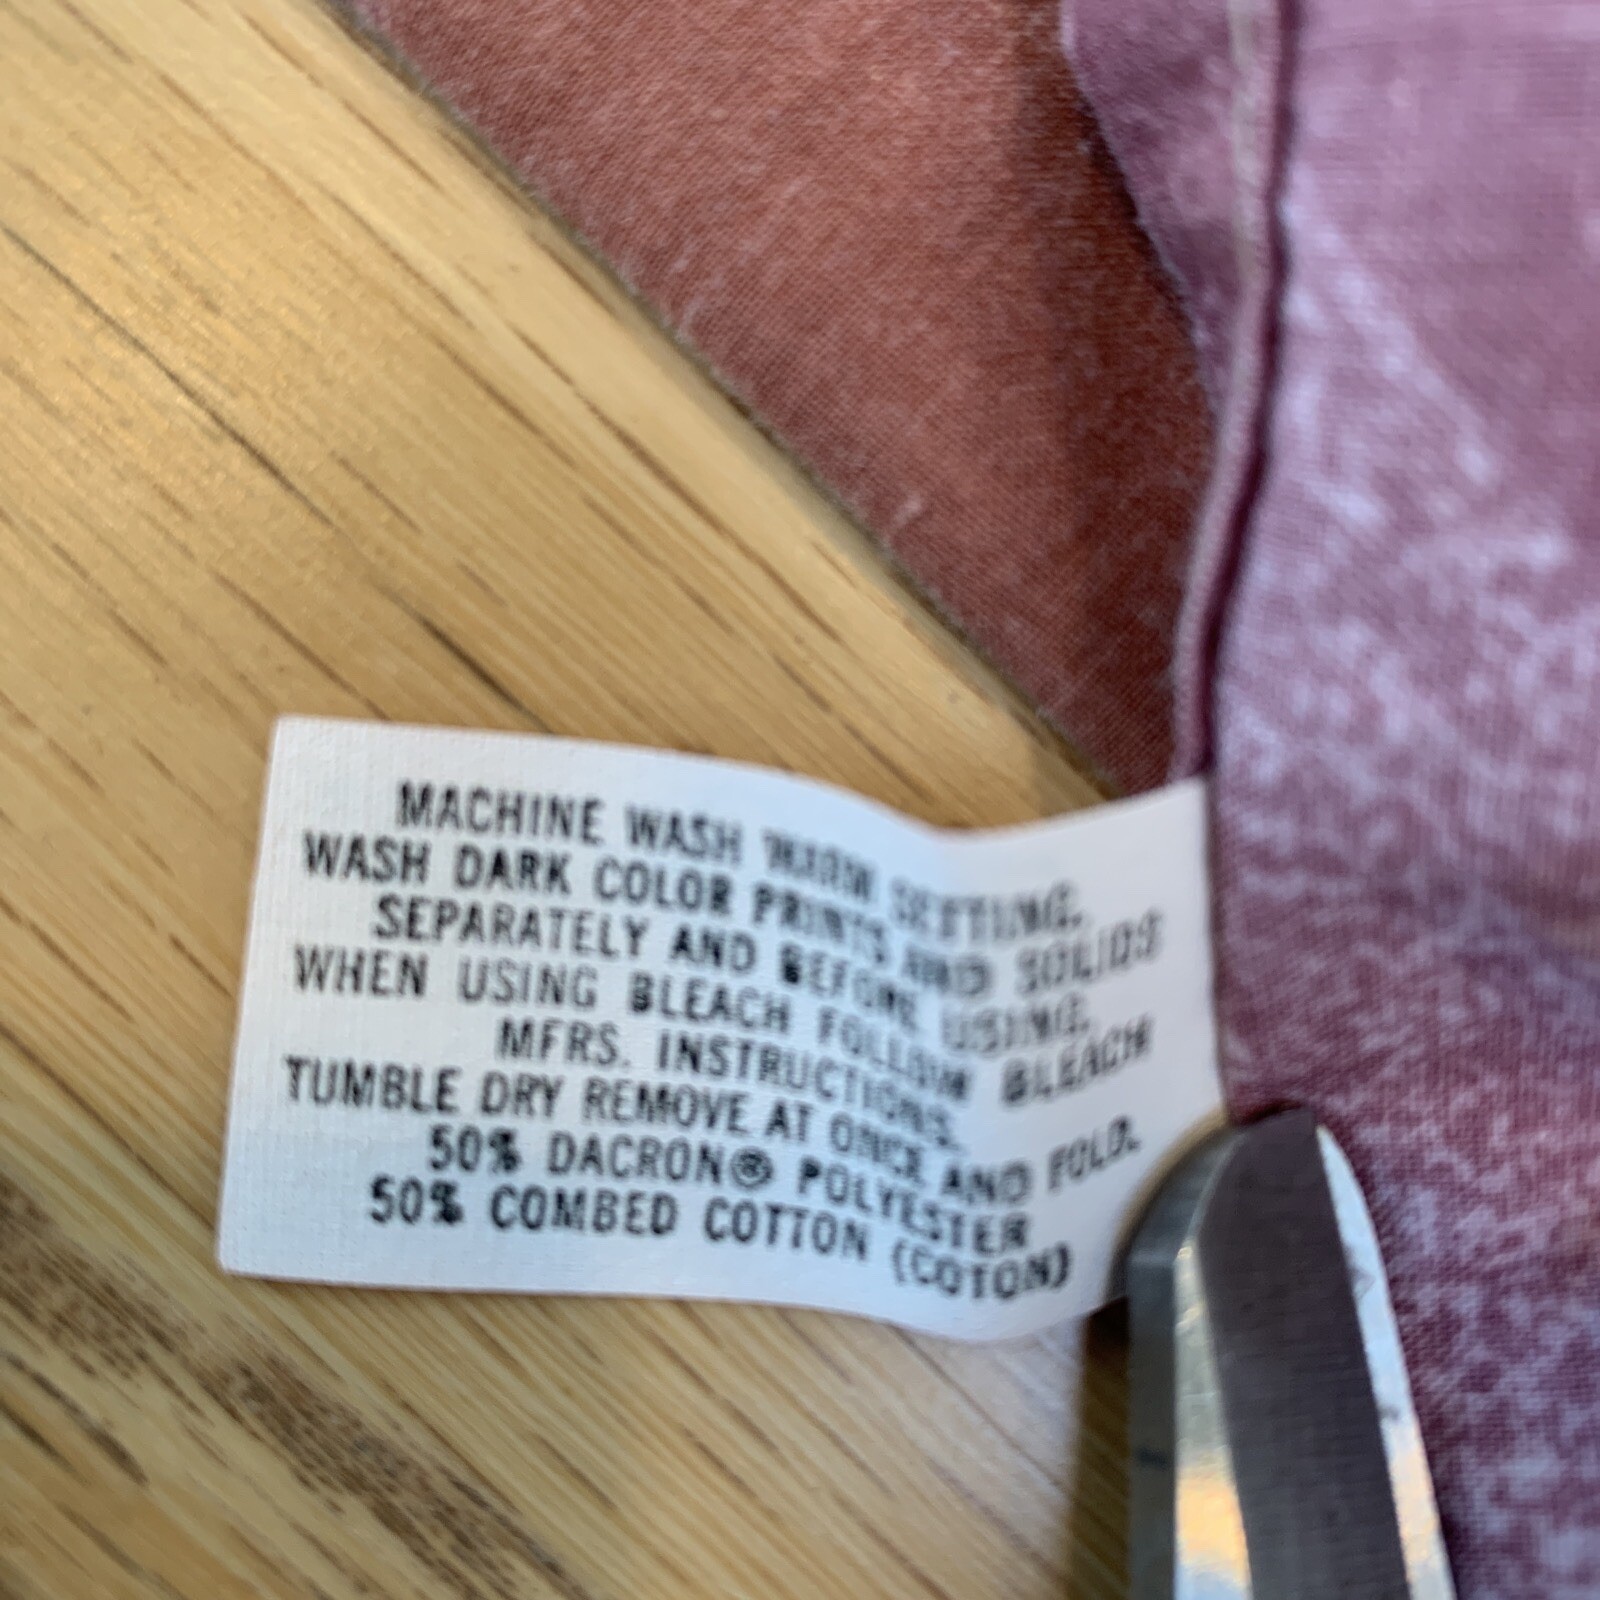 MACHINE WASH WARM SETTING.
WASH DARK COLOR PRINTS AND SOLIDS
SEPARATELY AND BEFORE USING.
WHEN USING BLEACH FOLLOW BLEACH
MFRS. INSTRUCTIONS.
TUMBLE DRY REMOVE AT ONCE AND FOLD.
50% DACRON® POLYESTER
50% COMBED COTTON (COTON)